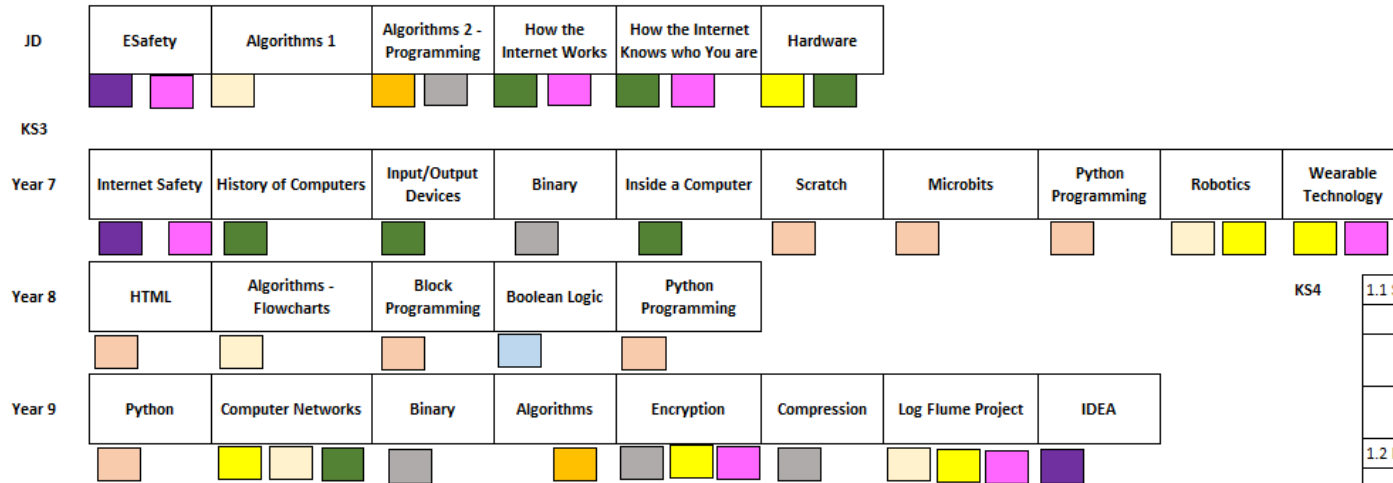 JD
ESafety
Algorithms 1
Algorithms 2 -
Programming
How the
Internet Works
How the Internet
Knows who You are
Hardware
KS3
Year 7
Internet Safety
History of Computers
Input/Output
Devices
Binary
Inside a Computer
Scratch
Microbits
Python
Programming
Robotics
Wearable
Technology
Year 8
HTML
Algorithms -
Flowcharts
Block
Programming
Boolean Logic
Python
Programming
KS4
1.1
Year 9
Python
Computer Networks
Binary
Algorithms
Encryption
Compression
Log Flume Project
IDEA
1.2